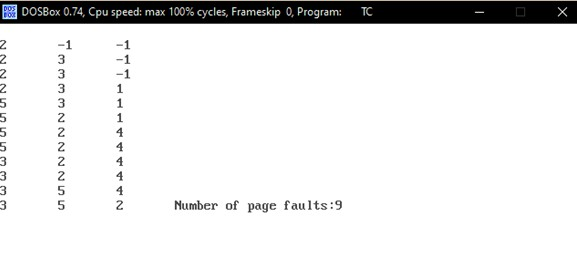 DOS BOX DOSBox 0.74, Cpu speed: max 100% cycles, Frameskip 0, Program: TC
2 -1 -1
2 3 -1
2 3 -1
2 3 1
5 3 1
5 2 1
5 2 4
5 2 4
3 2 4
3 2 4
3 5 4
3 5 2 Number of page faults:9